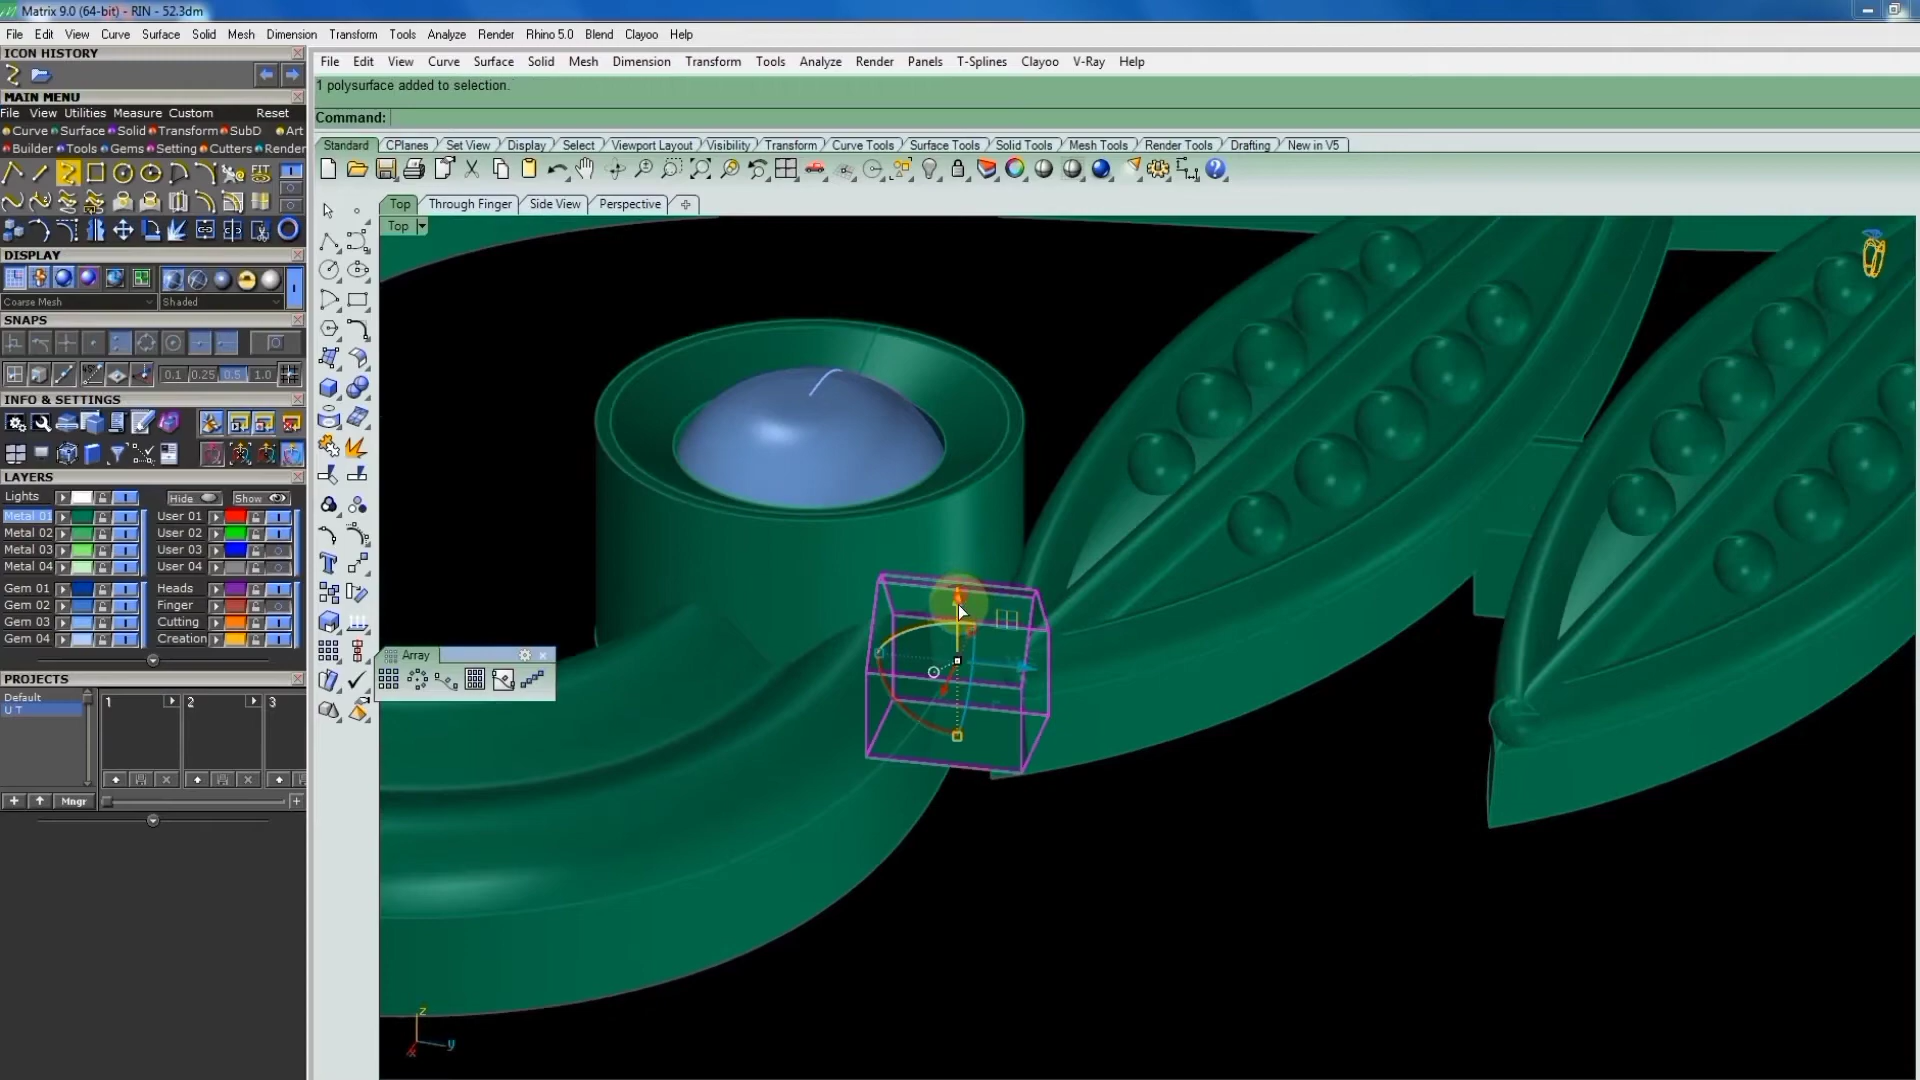 Matrix 9.0 (64-bit) - RIN - 52.3dm
File Edit View Curve Surface Solid Mesh Dimension Transform Tools Analyze Render Rhino 5.0 Blend Clayoo Help
ICON HISTORY
MAIN MENU
File View Utilities Measure Custom Reset
Curve Surface Solid Transform SubD Art
Builder Tools Gems Setting Cutters Render
FIT
DISPLAY
Coarse Mesh Shaded
SNAPS
0.1 0.25 0.5 1.0
INFO & SETTINGS
LAYERS
Lights Hide Show
Metal 01 User 01
Metal 02 User 02
Metal 03 User 03
Metal 04 User 04
Gem 01 Heads
Gem 02 Finger
Gem 03 Cutting
Gem 04 Creation
PROJECTS
Default
U T
1 2 3
Mngr
File Edit View Curve Surface Solid Mesh Dimension Transform Tools Analyze Render Panels T-Splines Clayoo V-Ray Help
1 polysurface added to selection.
Command:
Standard CPlanes Set View Display Select Viewport Layout Visibility Transform Curve Tools Surface Tools Solid Tools Mesh Tools Render Tools Drafting New in V5
Top Through Finger Side View Perspective
Top
Array
z
y
x